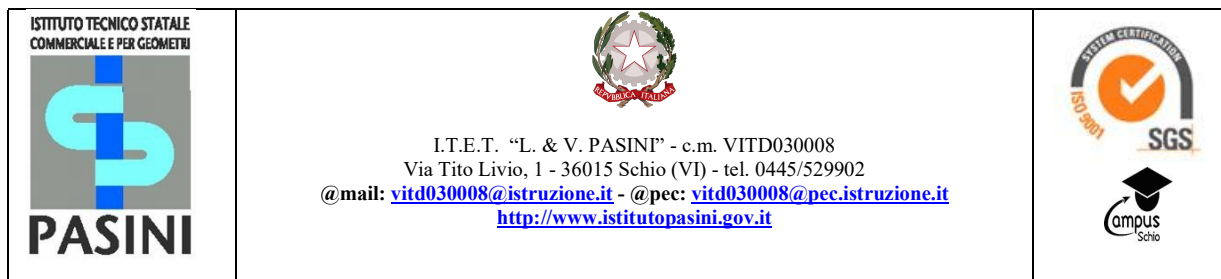 ISTITUTO TECNICO STATALE
COMMERCIALE E PER GEOMETRI
PASINI
REPVBBLICA ITALIANA
I.T.E.T. “L. & V. PASINI” - c.m. VITD030008
Via Tito Livio, 1 - 36015 Schio (VI) - tel. 0445/529902
@mail: vitd030008@istruzione.it - @pec: vitd030008@pec.istruzione.it
http://www.istitutopasini.gov.it
SYSTEM CERTIFICATION
ISO 9001
SGS
Campus
Schio